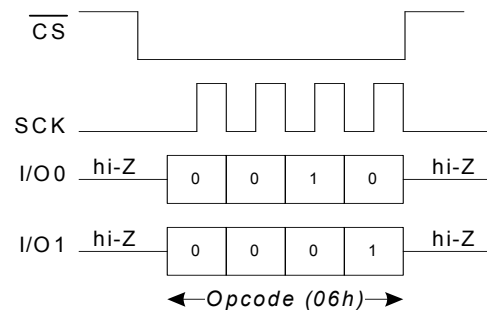 CS
SCK
I/O0 hi-Z 0 0 1 0 hi-Z
I/O1 hi-Z 0 0 0 1 hi-Z
Opcode (06h)